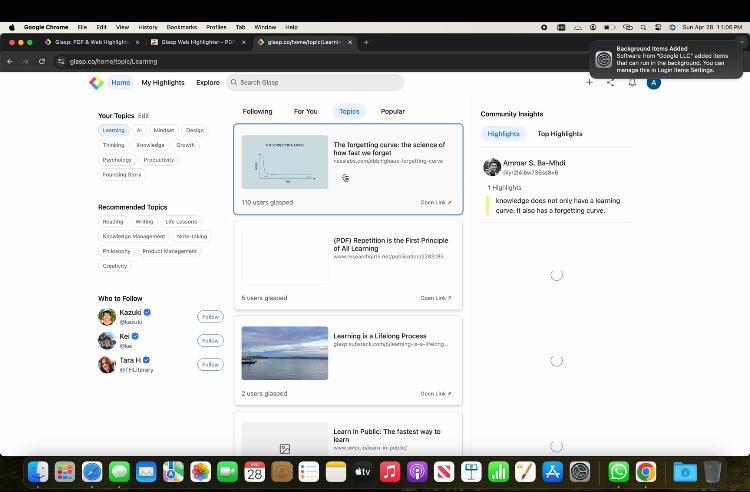 Google Chrome File Edit View History Bookmarks Profiles Tab Window Help Sun Apr 28 11:06 PM
Glasp: PDF & Web Highlight Glasp Web Highlighter - PDF glasp.co/home/topic/Learnin
glasp.co/home/topic/Learning
Background Items Added
Software from "Google LLC" added items
that can run in the background. You can
manage this in Login Items Settings.
Home My Highlights Explore Search Glasp A
Your Topics Edit
Learning AI Mindset Design
Thinking Knowledge Growth
Psychology Productivity
Founding Story
Recommended Topics
Reading Writing Life Lessons
Knowledge Management Note-taking
Philosophy Product Management
Creativity
Who to Follow
Kazuki
@kazuki
Follow
Kei
@kei
Follow
Tara H
@THLiterary
Follow
Following For You Topics Popular
THE FORGETTING CURVE
The forgetting curve: the science of
how fast we forget
nesslabs.com/ebbinghaus-forgetting-curve
110 users glasped Open Link
(PDF) Repetition is the First Principle
of All Learning
www.researchgate.net/publication/2283185...
5 users glasped Open Link
Learning is a Lifelong Process
glasp.substack.com/p/learning-is-a-lifelong...
2 users glasped Open Link
Learn In Public: The fastest way to
learn
www.swyx.io/learn-in-public/
Community Insights
Highlights Top Highlights
Ammar S. Ba-Mhdi
@yr2l4ibw736ss8v6
1 Highlights
knowledge does not only have a learning
curve. It also has a forgetting curve.
APR
28
tv